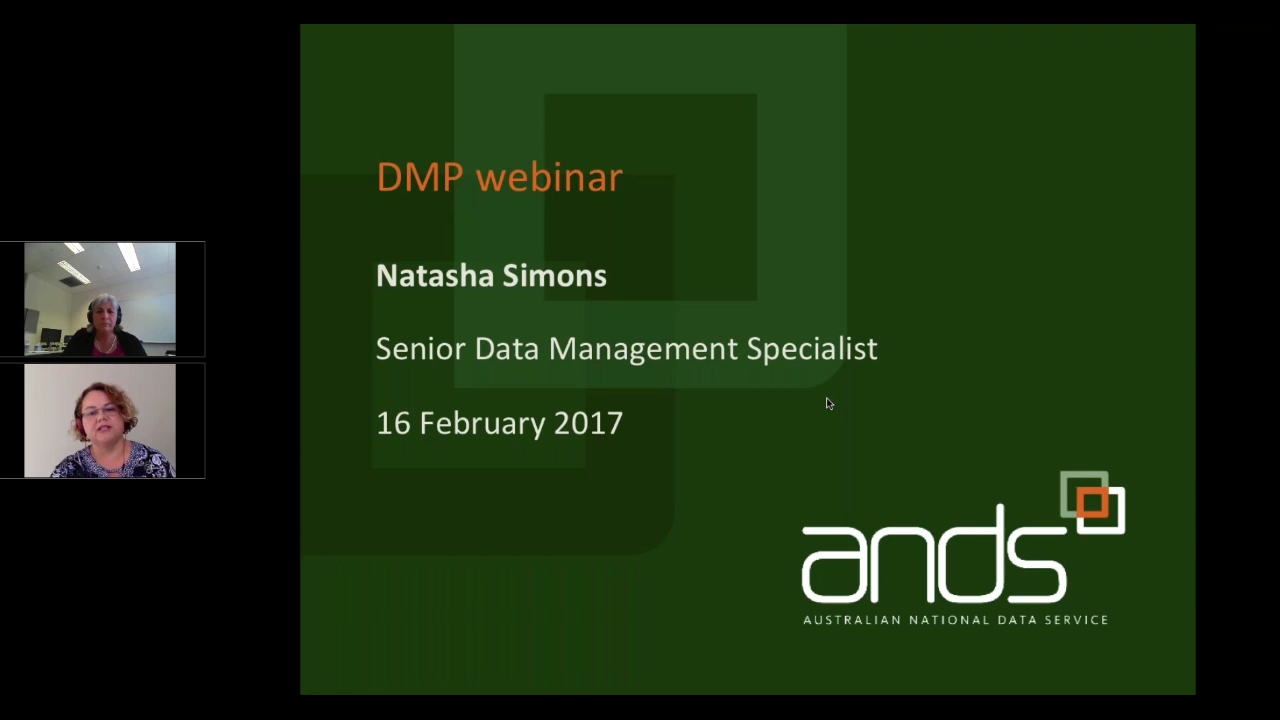 DMP webinar
Natasha Simons
Senior Data Management Specialist
16 February 2017
ands
AUSTRALIAN NATIONAL DATA SERVICE